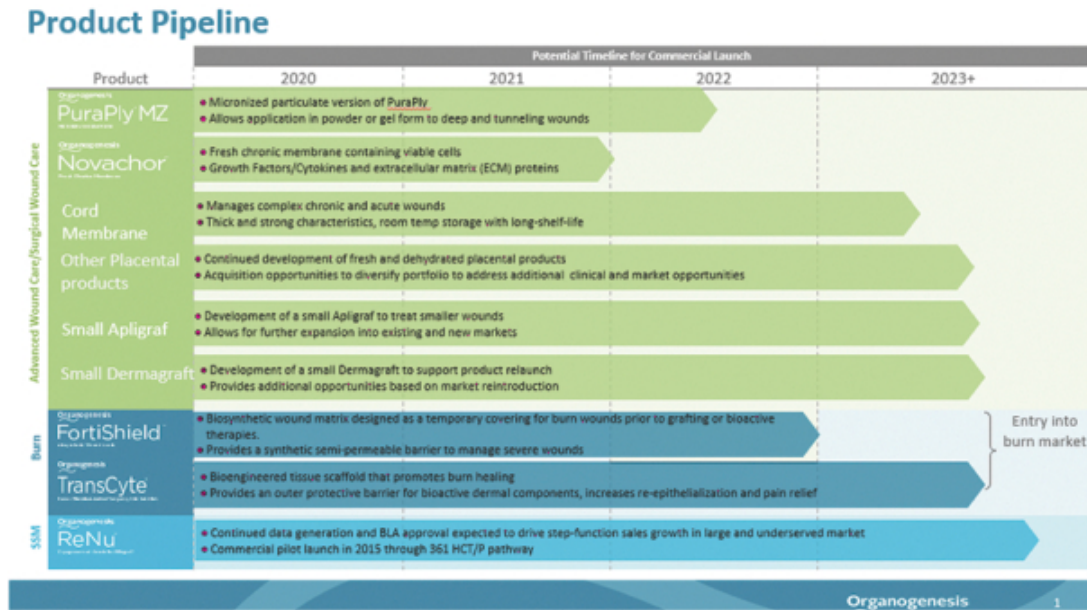 Product Pipeline
Potential Timeline for Commercial Launch
Product
2020
2021
2022
2023+
Advanced Wound Care/Surgical Wound Care
Organogenesis
PuraPly MZ
• Micronized particulate version of PuraPly
• Allows application in powder or gel form to deep and tunneling wounds
Organogenesis
Novachor
• Fresh chronic membrane containing viable cells
• Growth Factors/Cytokines and extracellular matrix (ECM) proteins
Cord
Membrane
• Manages complex chronic and acute wounds
• Thick and strong characteristics, room temp storage with long-shelf-life
Other Placental
products
• Continued development of fresh and dehydrated placental products
• Acquisition opportunities to diversify portfolio to address additional clinical and market opportunities
Small Apligraf
• Development of a small Apligraf to treat smaller wounds
• Allows for further expansion into existing and new markets
Small Dermagraft
• Development of a small Dermagraft to support product relaunch
• Provides additional opportunities based on market reintroduction
Burn
Organogenesis
FortiShield
• Biosynthetic wound matrix designed as a temporary covering for burn wounds prior to grafting or bioactive
therapies.
• Provides a synthetic semi-permeable barrier to manage severe wounds
Entry into
burn market
Organogenesis
TransCyte
• Bioengineered tissue scaffold that promotes burn healing
• Provides an outer protective barrier for bioactive dermal components, increases re-epithelialization and pain relief
SSM
Organogenesis
ReNu
• Continued data generation and BLA approval expected to drive step-function sales growth in large and underserved market
• Commercial pilot launch in 2015 through 361 HCT/P pathway
Organogenesis
1